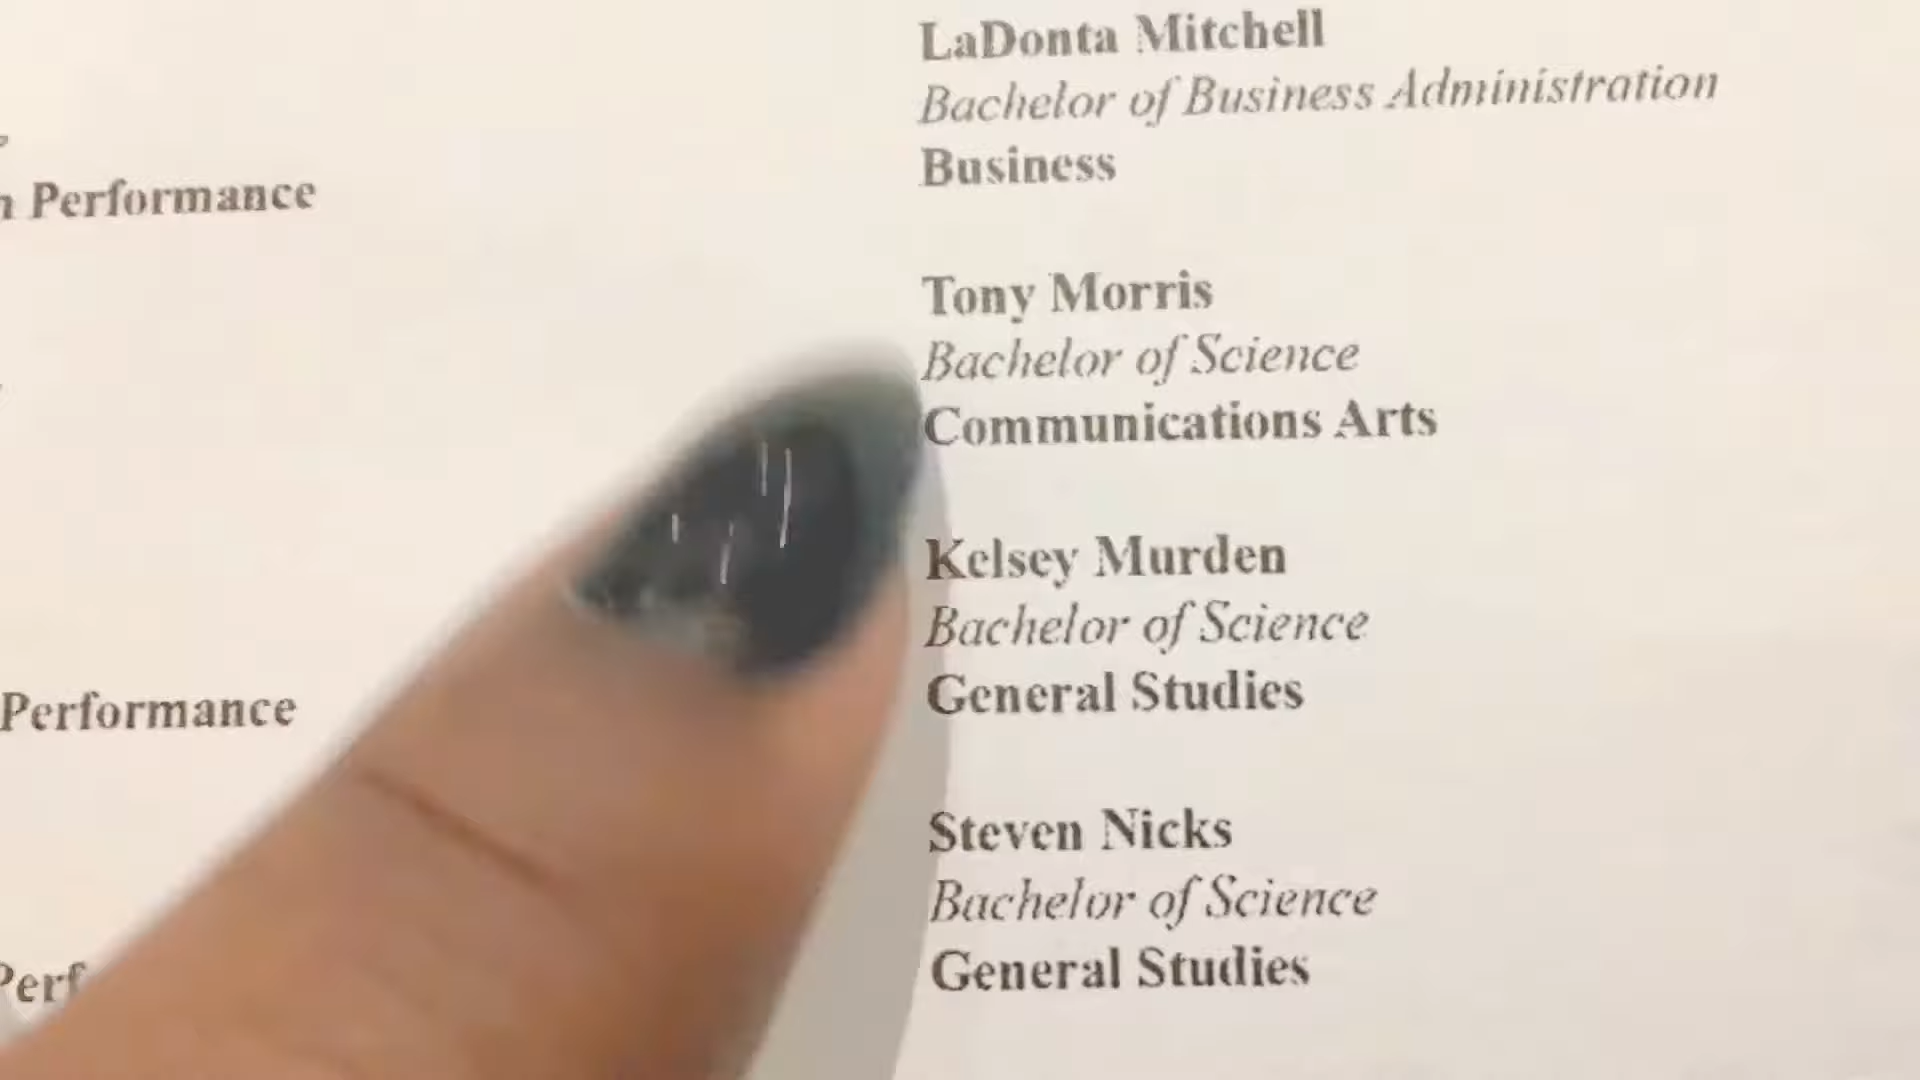 Performance
Performance
LaDonta Mitchell
Bachelor of Business Administration
Business
Tony Morris
Bachelor of Science
Communications Arts
Kelsey Murden
Bachelor of Science
General Studies
Steven Nicks
Bachelor of Science
General Studies